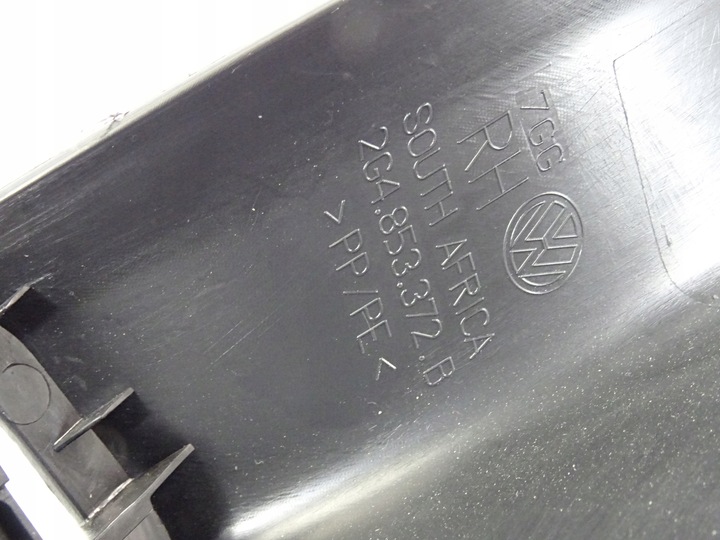 7GG
RH
SOUTH AFRICA
2G4.853.372.B
>PP/PE<